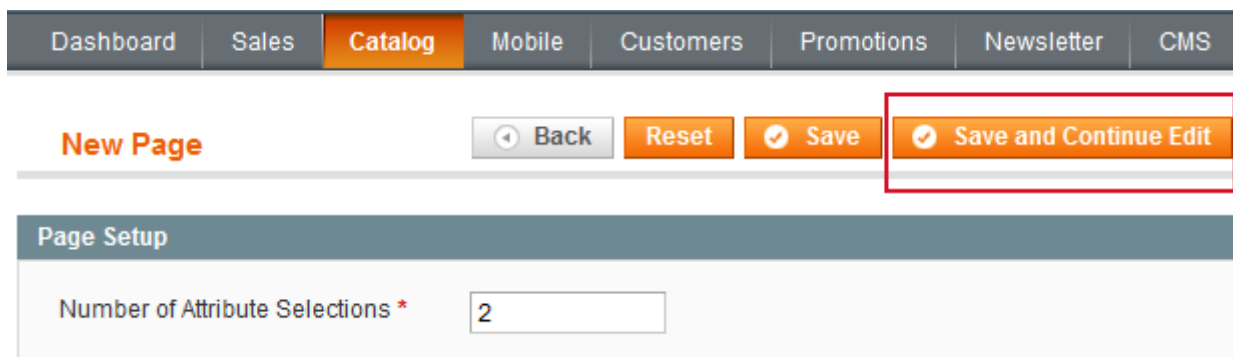 Dashboard Sales Catalog Mobile Customers Promotions Newsletter CMS
New Page Back Reset Save Save and Continue Edit
Page Setup
Number of Attribute Selections * 2